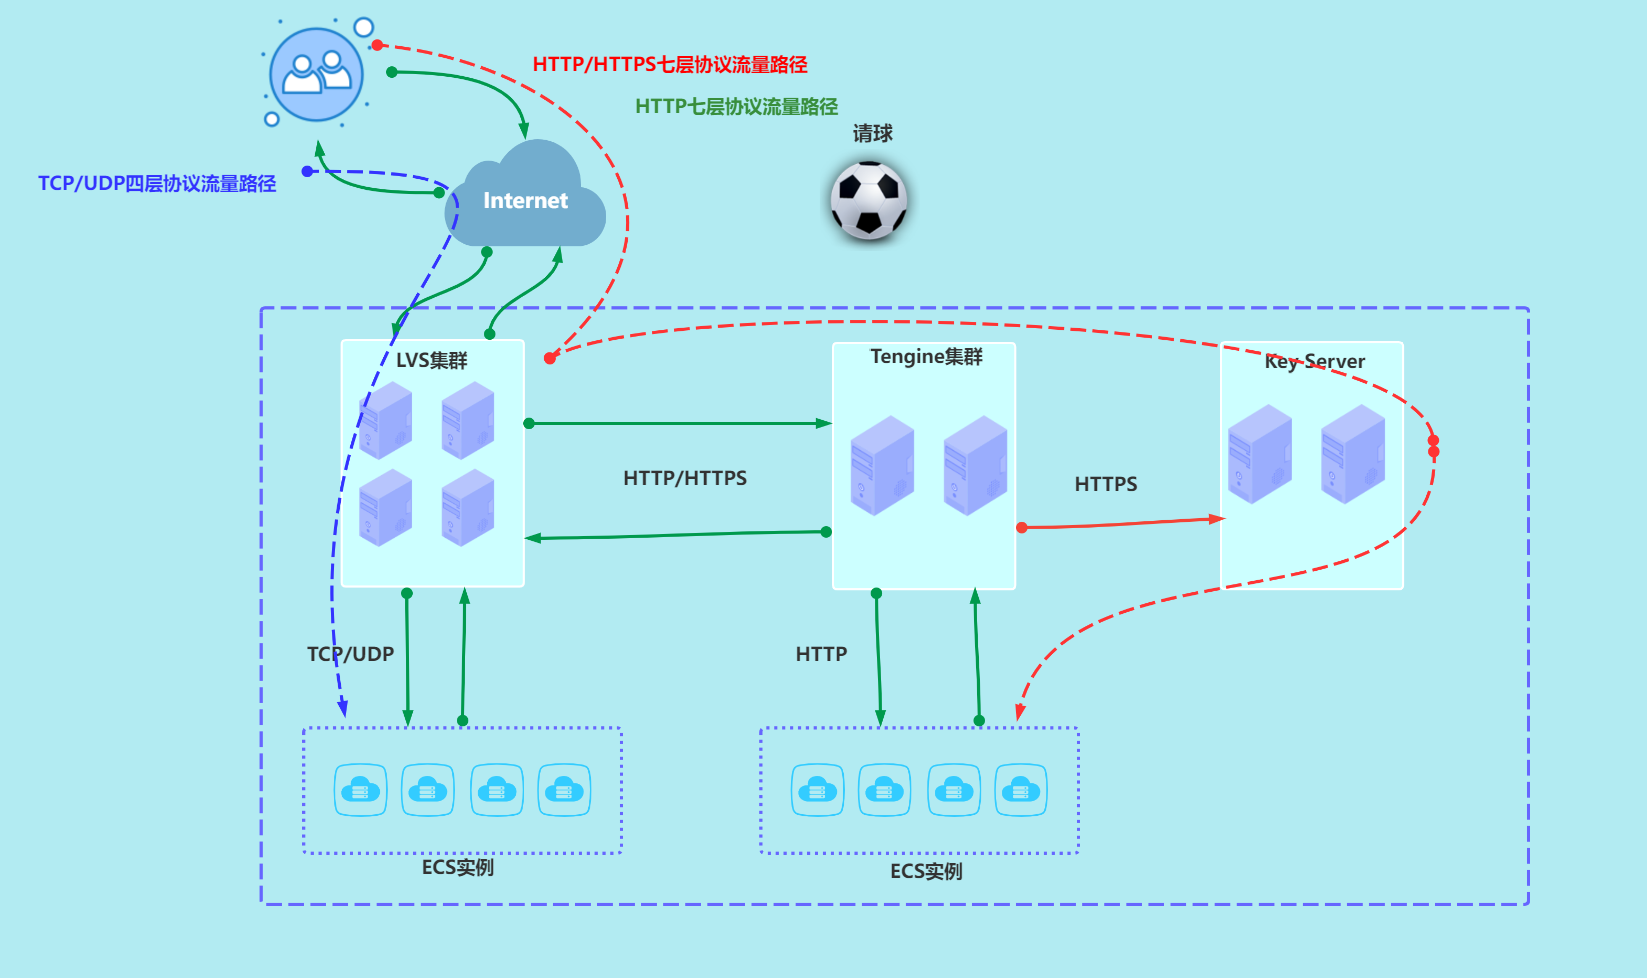 HTTP/HTTPS七层协议流量路径
HTTP七层协议流量路径
请球
TCP/UDP四层协议流量路径
Internet
LVS集群
Tengine集群
Key Server
HTTP/HTTPS
HTTPS
TCP/UDP
HTTP
ECS实例
ECS实例